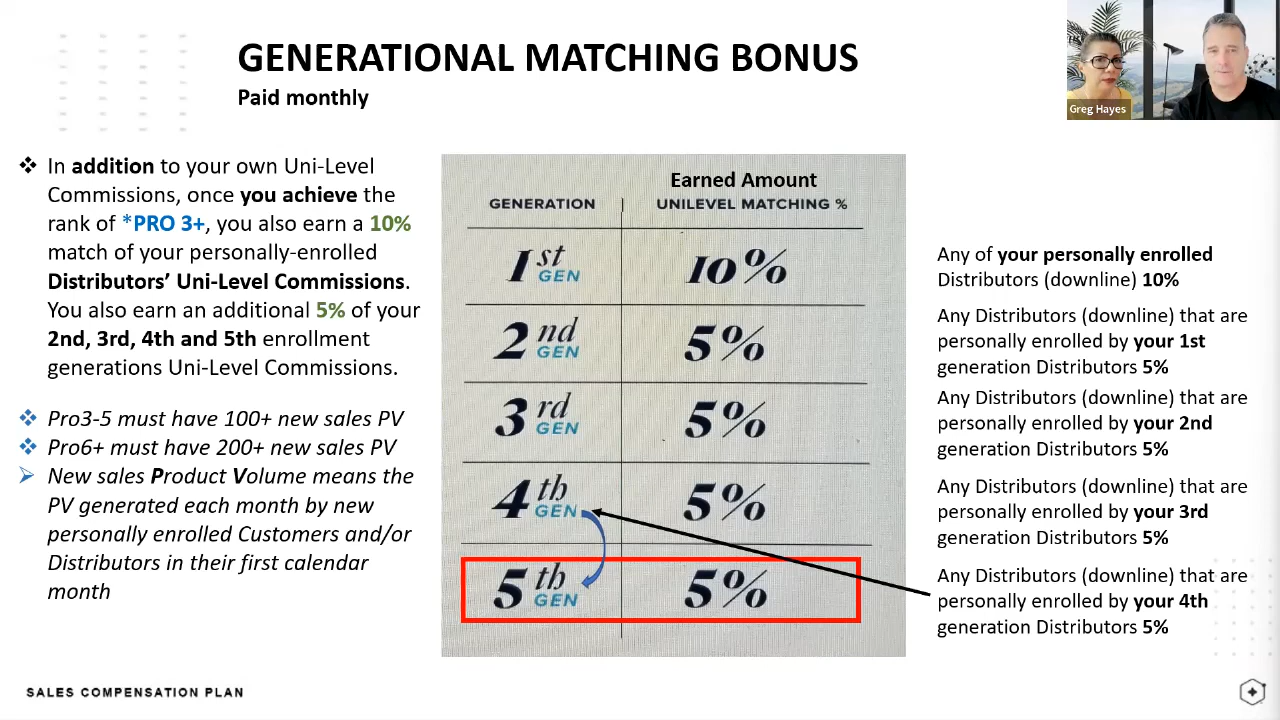 GENERATIONAL MATCHING BONUS
Paid monthly
Greg Hayes
❖ In addition to your own Uni-Level
Commissions, once you achieve the
rank of *PRO 3+, you also earn a 10%
match of your personally-enrolled
Distributors’ Uni-Level Commissions.
You also earn an additional 5% of your
2nd, 3rd, 4th and 5th enrollment
generations Uni-Level Commissions.
❖ Pro3-5 must have 100+ new sales PV
❖ Pro6+ must have 200+ new sales PV
➢ New sales Product Volume means the
PV generated each month by new
personally enrolled Customers and/or
Distributors in their first calendar
month
Earned Amount
GENERATION UNILEVEL MATCHING %
1st GEN 10%
2nd GEN 5%
3rd GEN 5%
4th GEN 5%
5th GEN 5%
Any of your personally enrolled
Distributors (downline) 10%
Any Distributors (downline) that are
personally enrolled by your 1st
generation Distributors 5%
Any Distributors (downline) that are
personally enrolled by your 2nd
generation Distributors 5%
Any Distributors (downline) that are
personally enrolled by your 3rd
generation Distributors 5%
Any Distributors (downline) that are
personally enrolled by your 4th
generation Distributors 5%
SALES COMPENSATION PLAN